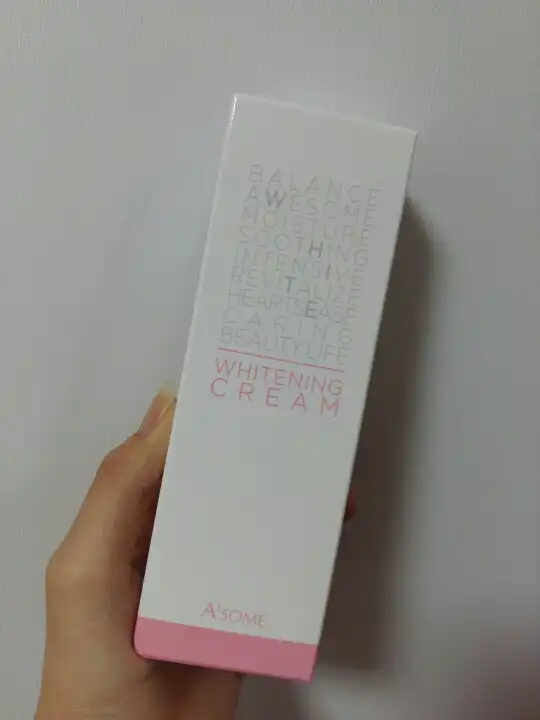 BALANCE
AWESOME
MOISTURE
SOOTHING
INTENSIVE
REVITALIZE
HEARTSEASE
CARING
BEAUTY LIFE
WHITENING
CREAM
A'SOME